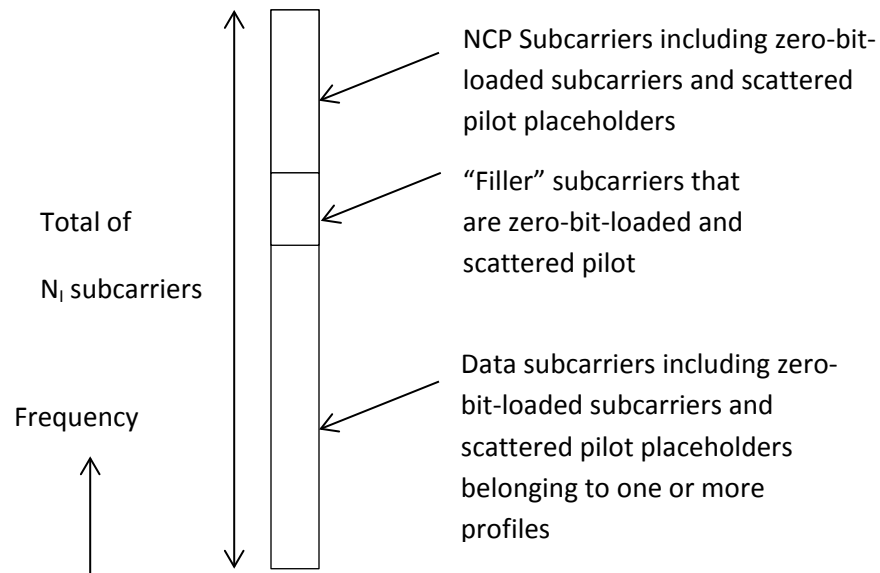 NCP Subcarriers including zero-bit-
loaded subcarriers and scattered
pilot placeholders
“Filler” subcarriers that
are zero-bit-loaded and
scattered pilot
Total of
N_I subcarriers
Data subcarriers including zero-
bit-loaded subcarriers and
scattered pilot placeholders
belonging to one or more
profiles
Frequency